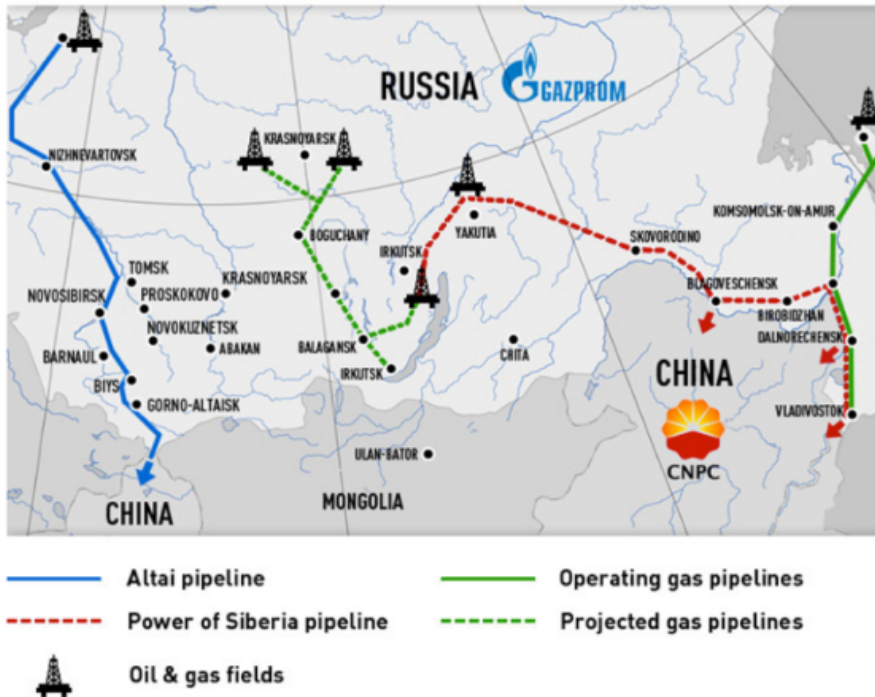 RUSSIA
GAZPROM
NIZHNEVARTOVSK
KRASNOYARSK
BOGUCHANY
IRKUTSK
YAKUTIA
SKOVORODINO
KOMSOMOLSK-ON-AMUR
TOMSK
KRASNOYARSK
NOVOSIBIRSK
PROSKOKOVO
NOVOKUZNETSK
BARNAUL
ABAKAN
BIYS
GORNO-ALTAISK
BALAGANSK
IRKUTSK
CHITA
BLAGOVESCHENSK
BIROBIDZHAN
DALNORECHENSK
CHINA
CNPC
VLADIVOSTOK
ULAN-BATOR
MONGOLIA
CHINA
Altai pipeline
Operating gas pipelines
Power of Siberia pipeline
Projected gas pipelines
Oil & gas fields